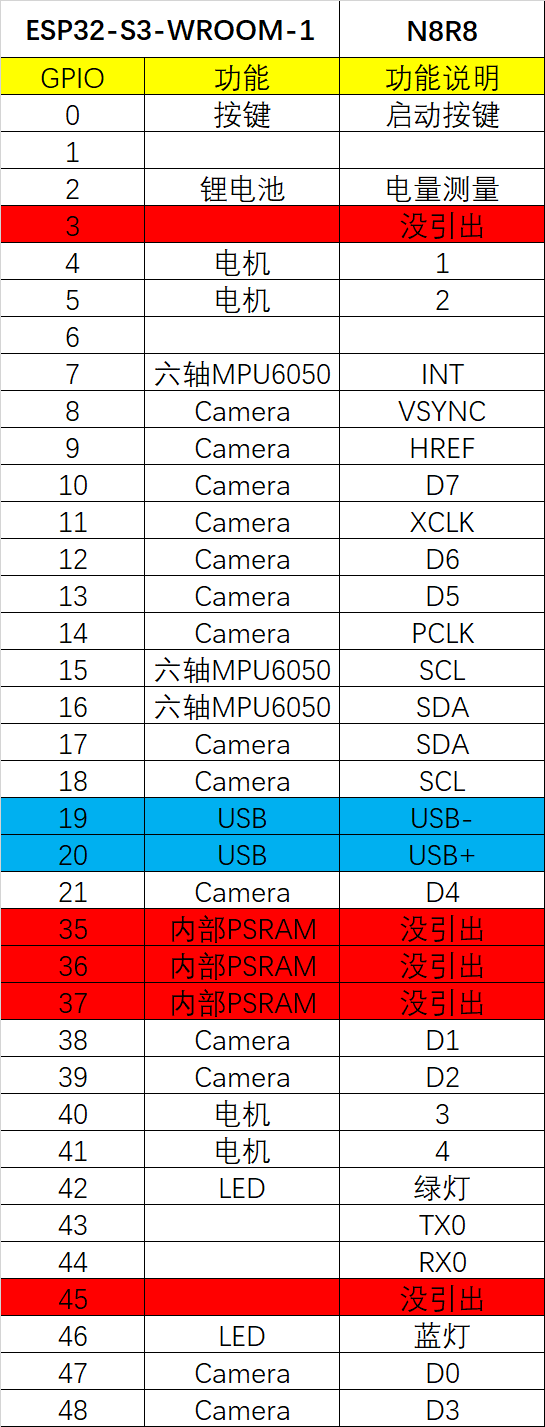 ESP32-S3-WROOM-1 N8R8
GPIO 功能 功能说明
0 按键 启动按键
1
2 锂电池 电量测量
3 没引出
4 电机 1
5 电机 2
6
7 六轴MPU6050 INT
8 Camera VSYNC
9 Camera HREF
10 Camera D7
11 Camera XCLK
12 Camera D6
13 Camera D5
14 Camera PCLK
15 六轴MPU6050 SCL
16 六轴MPU6050 SDA
17 Camera SDA
18 Camera SCL
19 USB USB-
20 USB USB+
21 Camera D4
35 内部PSRAM 没引出
36 内部PSRAM 没引出
37 内部PSRAM 没引出
38 Camera D1
39 Camera D2
40 电机 3
41 电机 4
42 LED 绿灯
43 TX0
44 RX0
45 没引出
46 LED 蓝灯
47 Camera D0
48 Camera D3